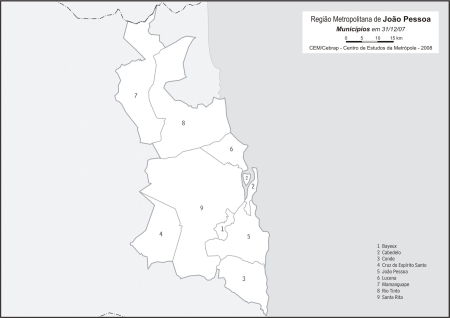 Região Metropolitana de João Pessoa
Municípios em 31/12/07
0 5 10 15 km
CEM/Cebrap - Centro de Estudos da Metrópole - 2008
7
8
6
2
9
1
5
4
3
1 Bayeux
2 Cabedelo
3 Conde
4 Cruz do Espírito Santo
5 João Pessoa
6 Lucena
7 Mamanguape
8 Rio Tinto
9 Santa Rita